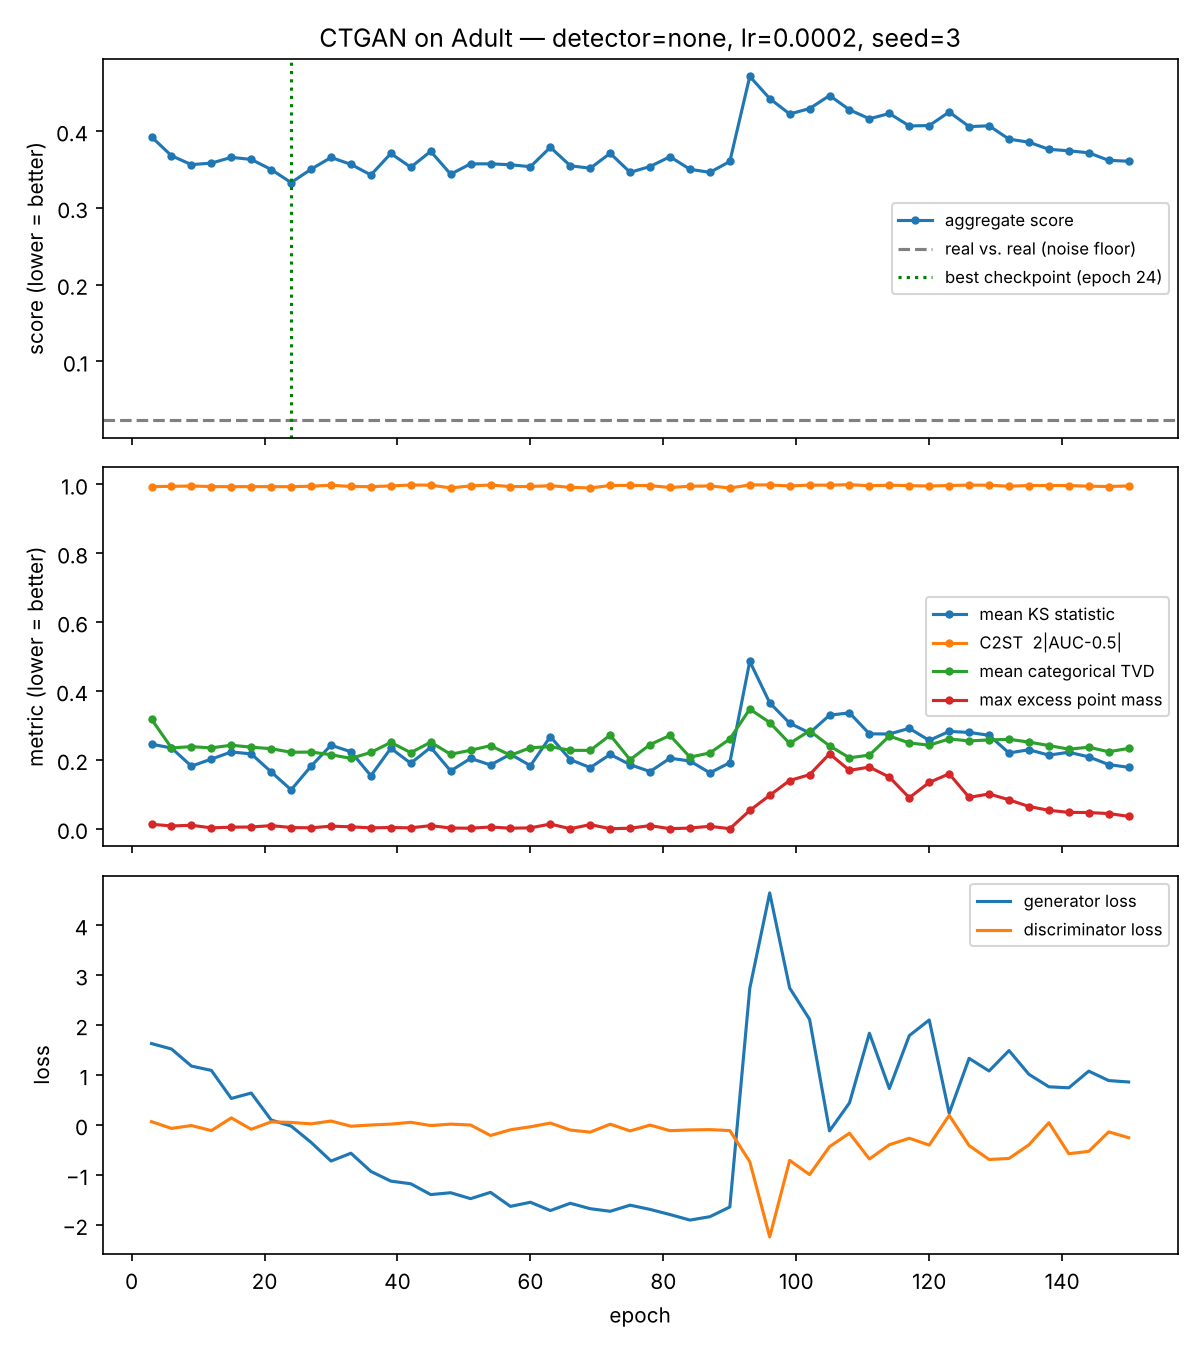 CTGAN on Adult — detector=none, lr=0.0002, seed=3
score (lower = better)
0.4
0.3
0.2
0.1
aggregate score
real vs. real (noise floor)
best checkpoint (epoch 24)
metric (lower = better)
1.0
0.8
0.6
0.4
0.2
0.0
mean KS statistic
C2ST 2|AUC-0.5|
mean categorical TVD
max excess point mass
loss
4
3
2
1
0
−1
−2
generator loss
discriminator loss
0 20 40 60 80 100 120 140
epoch